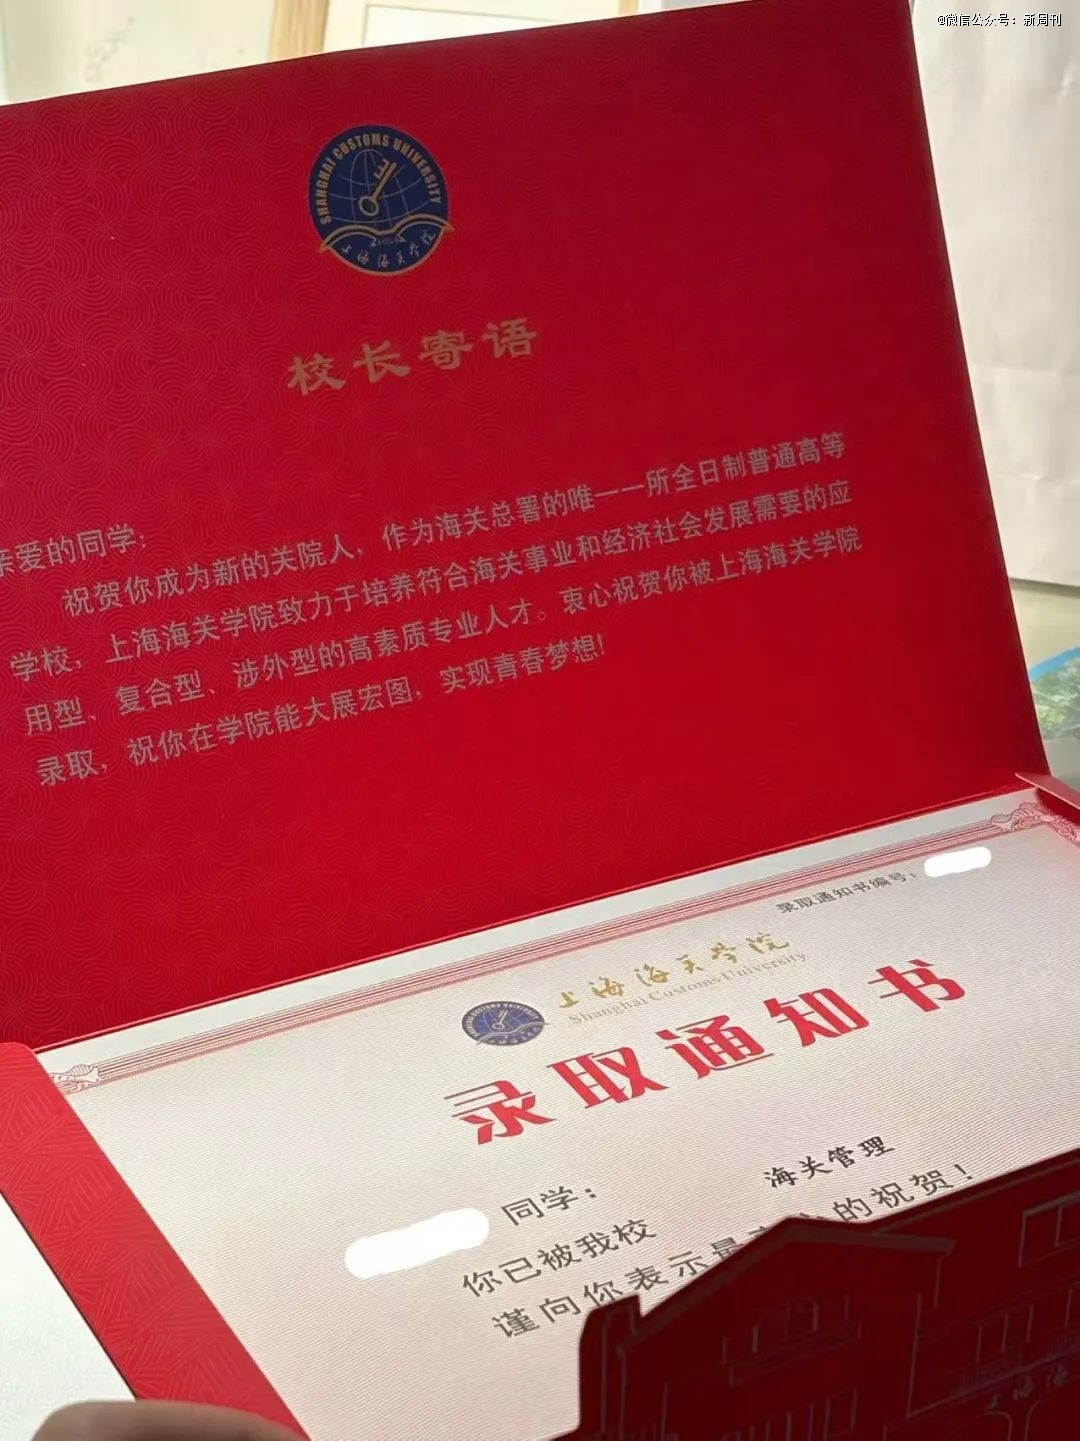 @微信公众号：新周刊
SHANGHAI CUSTOMS UNIVERSITY
上海海关学院
校长寄语
亲爱的同学：
祝贺你成为新的关院人，作为海关总署的唯一一所全日制普通高等
学校，上海海关学院致力于培养符合海关事业和经济社会发展需要的应
用型、复合型、涉外型的高素质专业人才。衷心祝贺你被上海海关学院
录取，祝你在学院能大展宏图，实现青春梦想!
录取通知书编号：
上海海关学院
Shanghai Customs University
录取通知书
同学：
海关管理
你已被我校
谨向你表示最 的祝贺！